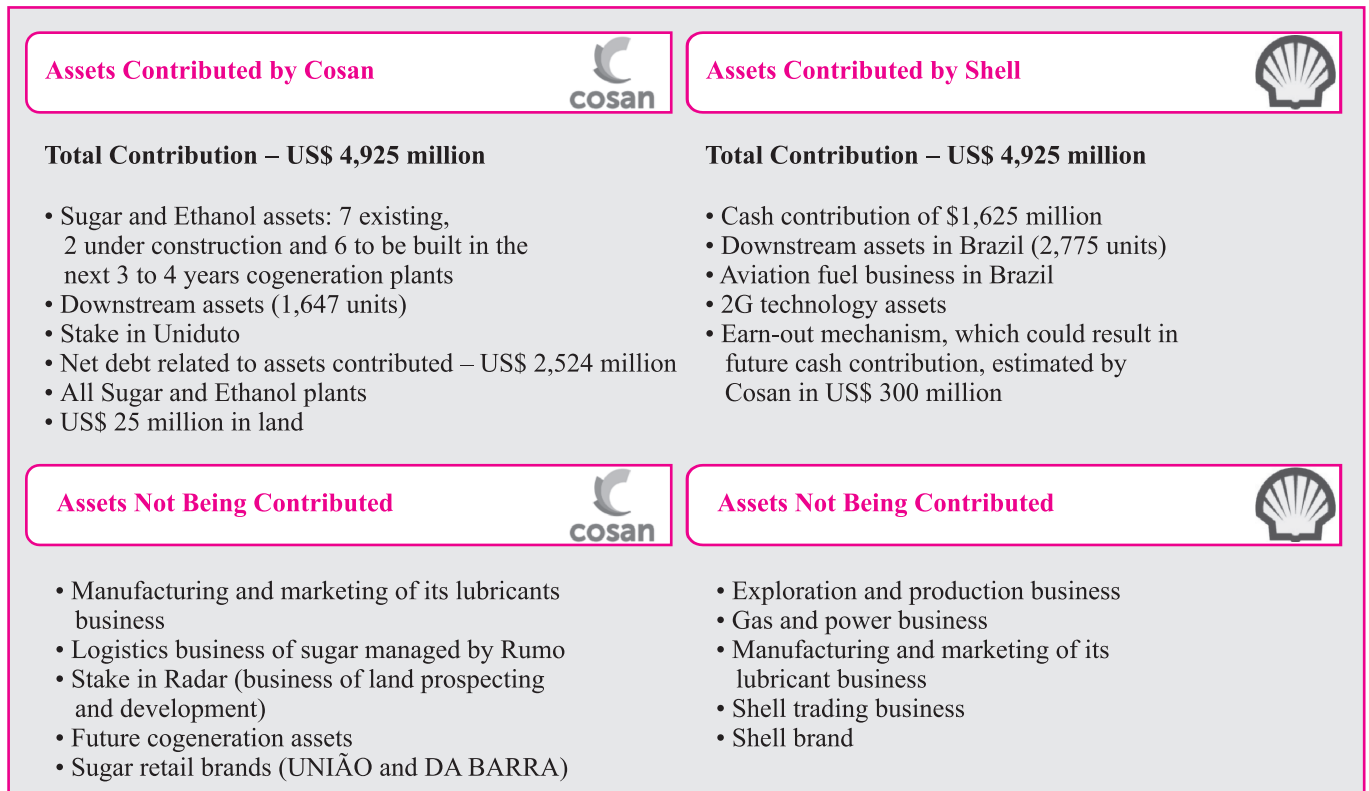 Assets Contributed by Cosan
cosan
Total Contribution – US$ 4,925 million
• Sugar and Ethanol assets: 7 existing,
2 under construction and 6 to be built in the
next 3 to 4 years cogeneration plants
• Downstream assets (1,647 units)
• Stake in Uniduto
• Net debt related to assets contributed – US$ 2,524 million
• All Sugar and Ethanol plants
• US$ 25 million in land
Assets Contributed by Shell
Total Contribution – US$ 4,925 million
• Cash contribution of $1,625 million
• Downstream assets in Brazil (2,775 units)
• Aviation fuel business in Brazil
• 2G technology assets
• Earn-out mechanism, which could result in
future cash contribution, estimated by
Cosan in US$ 300 million
Assets Not Being Contributed
cosan
• Manufacturing and marketing of its lubricants
business
• Logistics business of sugar managed by Rumo
• Stake in Radar (business of land prospecting
and development)
• Future cogeneration assets
• Sugar retail brands (UNIÃO and DA BARRA)
Assets Not Being Contributed
• Exploration and production business
• Gas and power business
• Manufacturing and marketing of its
lubricant business
• Shell trading business
• Shell brand